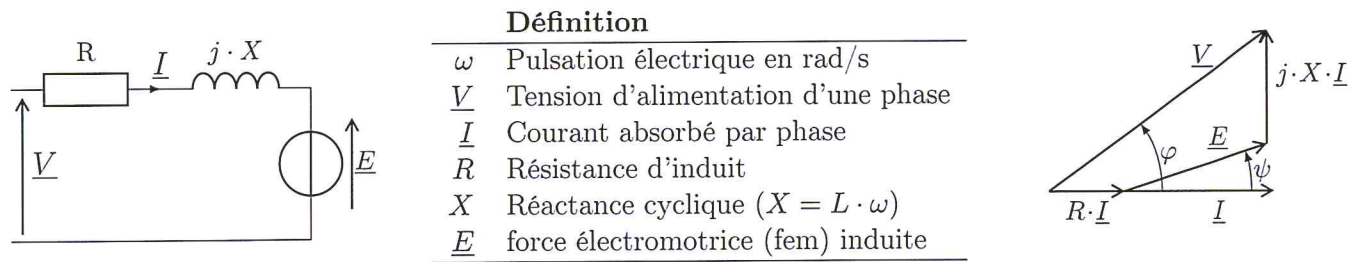 R
I
j · X
V
E
Définition
ω Pulsation électrique en rad/s
V Tension d'alimentation d'une phase
I Courant absorbé par phase
R Résistance d'induit
X Réactance cyclique (X = L · ω)
E force électromotrice (fem) induite
V
j·X·I
E
φ
ψ
R·I
I